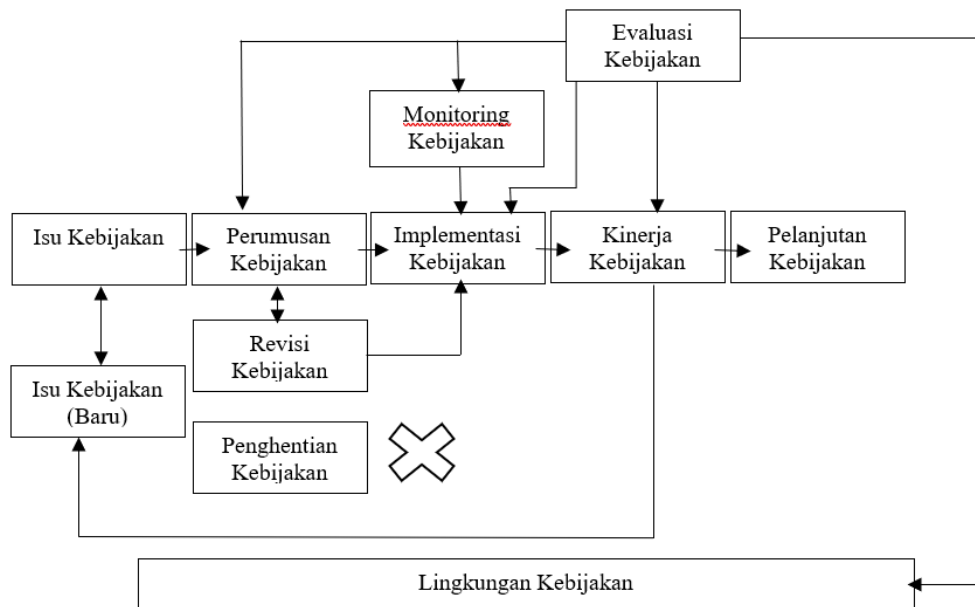 Evaluasi
Kebijakan
Monitoring
Kebijakan
Isu Kebijakan
Perumusan
Kebijakan
Implementasi
Kebijakan
Kinerja
Kebijakan
Pelanjutan
Kebijakan
Revisi
Kebijakan
Isu Kebijakan
(Baru)
Penghentian
Kebijakan
Lingkungan Kebijakan